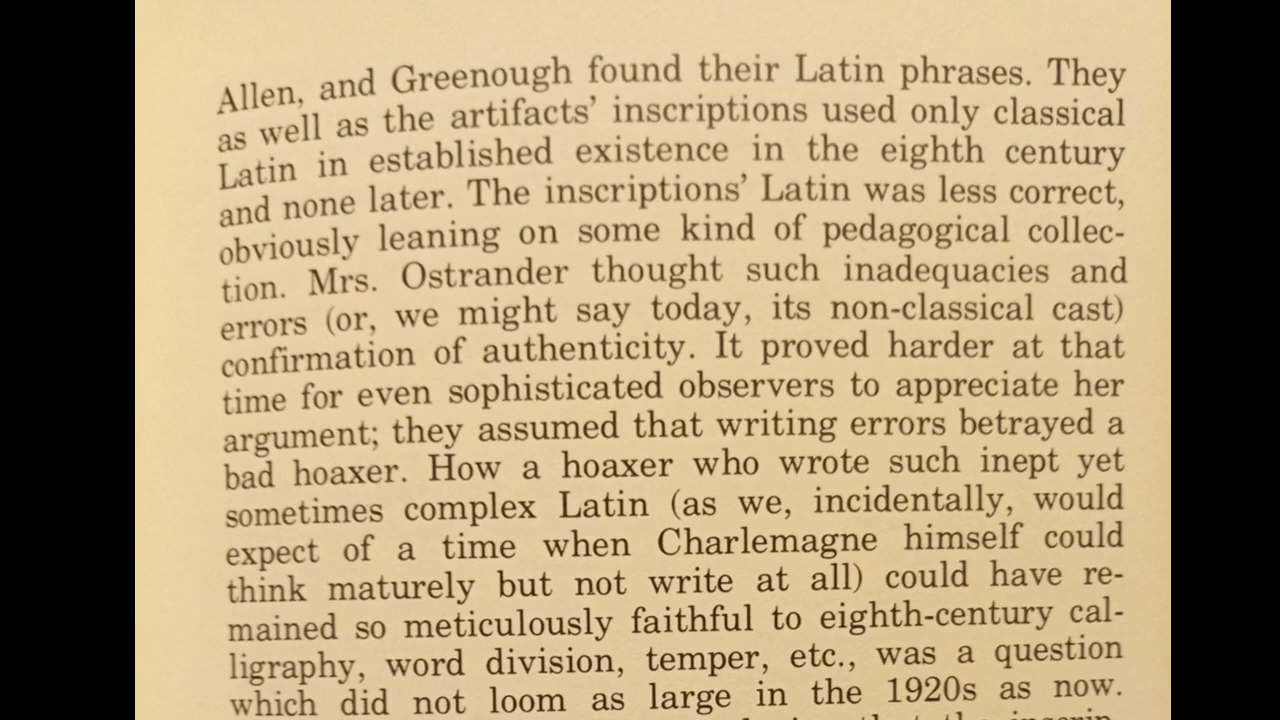 Allen, and Greenough found their Latin phrases. They
as well as the artifacts’ inscriptions used only classical
Latin in established existence in the eighth century
and none later. The inscriptions’ Latin was less correct,
obviously leaning on some kind of pedagogical collec-
tion. Mrs. Ostrander thought such inadequacies and
errors (or, we might say today, its non-classical cast)
confirmation of authenticity. It proved harder at that
time for even sophisticated observers to appreciate her
argument; they assumed that writing errors betrayed a
bad hoaxer. How a hoaxer who wrote such inept yet
sometimes complex Latin (as we, incidentally, would
expect of a time when Charlemagne himself could
think maturely but not write at all) could have re-
mained so meticulously faithful to eighth-century cal-
ligraphy, word division, temper, etc., was a question
which did not loom as large in the 1920s as now.